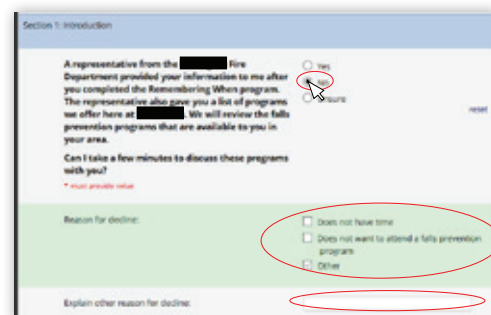 Section 1: Introduction
A representative from the Fire
Department provided your information to me after
you completed the Remembering When program.
The representative also gave you a list of programs
we offer here at . We will review the falls
prevention programs that are available to you in
your area.
Can I take a few minutes to discuss these programs
with you?
* must provide value
Yes
No
Unsure
reset
Reason for decline:
Does not have time
Does not want to attend a falls prevention
program
Other
Explain other reason for decline: